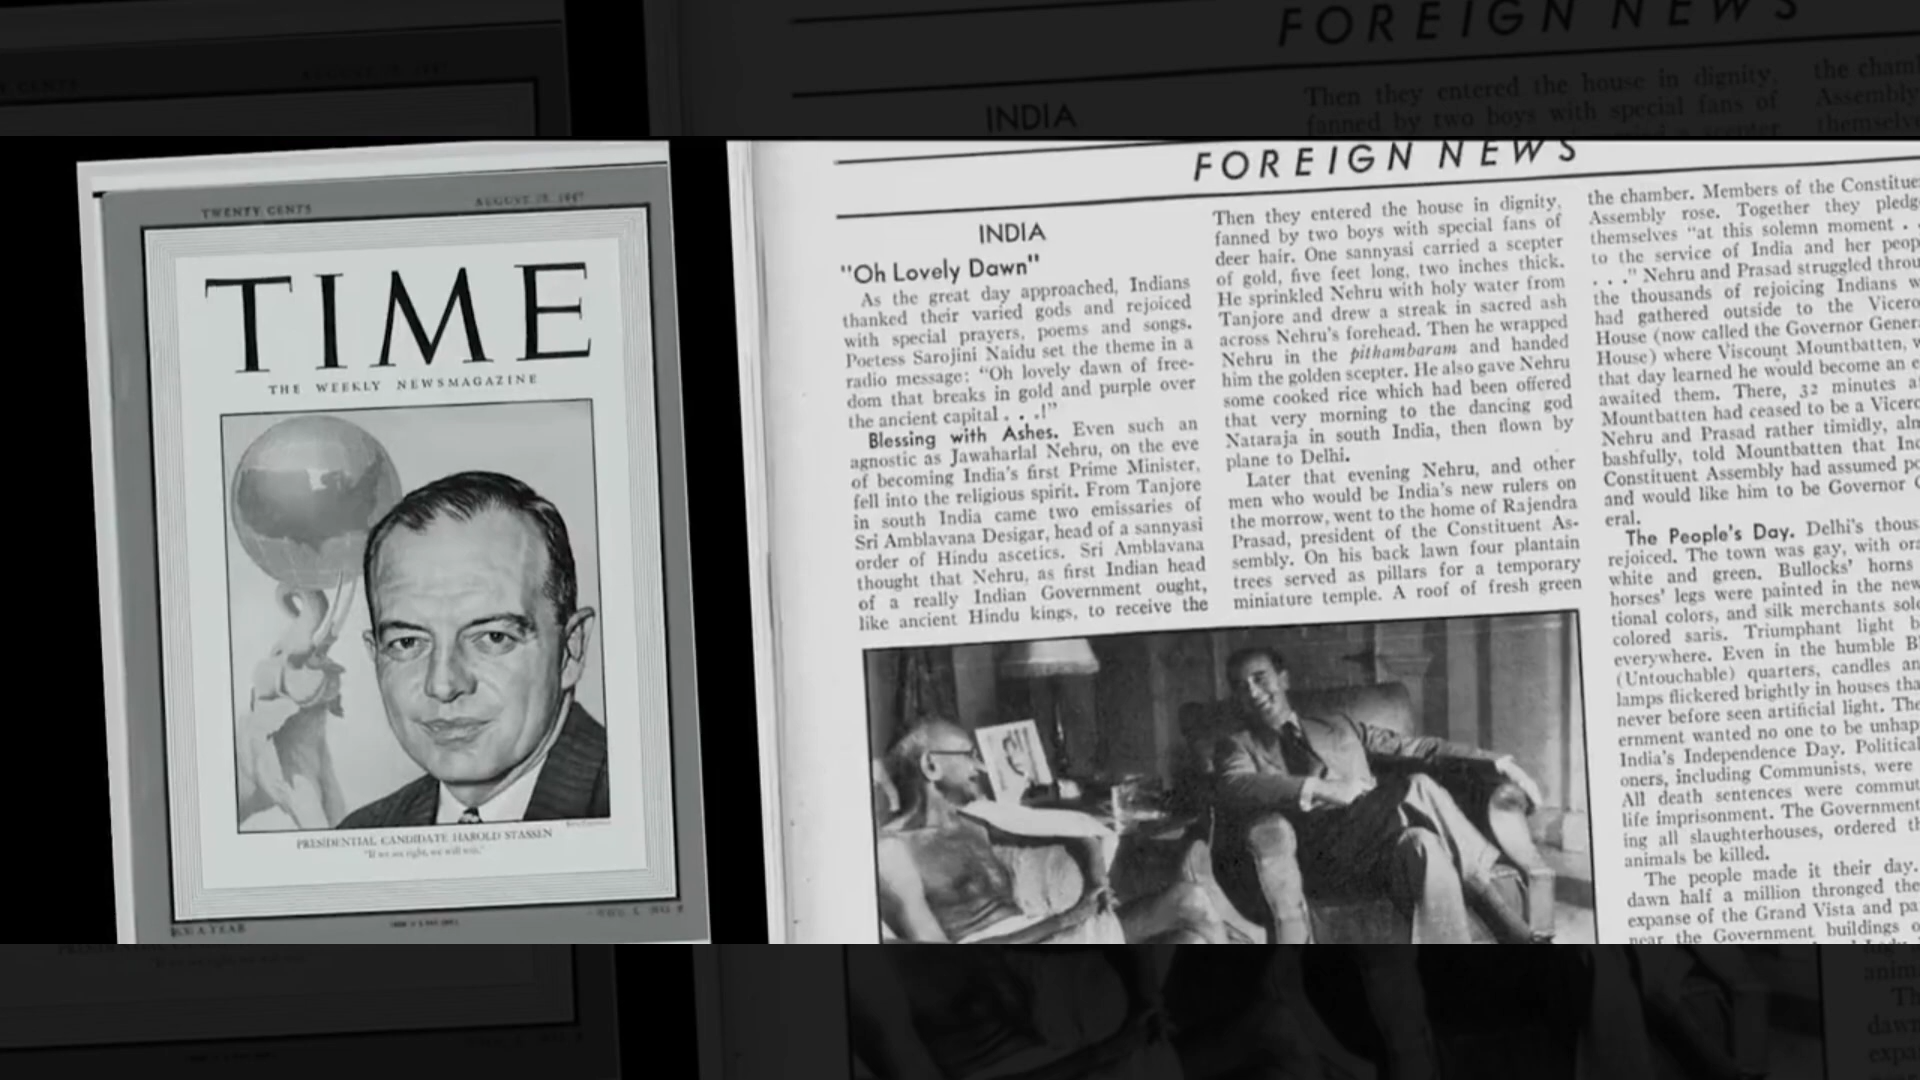 TWENTY CENTS
TIME
THE WEEKLY NEWSMAGAZINE
PRESIDENTIAL CANDIDATE HAROLD STASSEN
FOREIGN NEWS
INDIA
"Oh Lovely Dawn"
As the great day approached, Indians
thanked their varied gods and rejoiced
with special prayers, poems and songs.
Poetess Sarojini Naidu set the theme in a
radio message: "Oh lovely dawn of free-
dom that breaks in gold and purple over
the ancient capital . . .!"
Blessing with Ashes. Even such an
agnostic as Jawaharlal Nehru, on the eve
of becoming India's first Prime Minister,
fell into the religious spirit. From Tanjore
in south India came two emissaries of
Sri Amblavana Desigar, head of a sannyasi
order of Hindu ascetics. Sri Amblavana
thought that Nehru, as first Indian head
of a really Indian Government ought,
like ancient Hindu kings, to receive the
Then they entered the house in dignity,
fanned by two boys with special fans of
deer hair. One sannyasi carried a scepter
of gold, five feet long, two inches thick.
He sprinkled Nehru with holy water from
Tanjore and drew a streak in sacred ash
across Nehru's forehead. Then he wrapped
Nehru in the pithambaram and handed
him the golden scepter. He also gave Nehru
some cooked rice which had been offered
that very morning to the dancing god
Nataraja in south India, then flown by
plane to Delhi.
Later that evening Nehru, and other
men who would be India's new rulers on
the morrow, went to the home of Rajendra
Prasad, president of the Constituent As-
sembly. On his back lawn four plantain
trees served as pillars for a temporary
miniature temple. A roof of fresh green
the chamber. Members of the Constitue
Assembly rose. Together they pledg
themselves "at this solemn moment . .
to the service of India and her peop
. . ." Nehru and Prasad struggled throu
the thousands of rejoicing Indians w
had gathered outside to the Vicero
House (now called the Governor Gener
House) where Viscount Mountbatten, w
that day learned he would become an e
awaited them. There, 32 minutes a
Mountbatten had ceased to be a Vicero
Nehru and Prasad rather timidly, alm
bashfully, told Mountbatten that Ind
Constituent Assembly had assumed po
and would like him to be Governor G
eral.
The People's Day. Delhi's thous
rejoiced. The town was gay, with ora
white and green. Bullocks' horns
horses' legs were painted in the new
tional colors, and silk merchants sold
colored saris. Triumphant light b
everywhere. Even in the humble B
(Untouchable) quarters, candles an
lamps flickered brightly in houses tha
never before seen artificial light. The
ernment wanted no one to be unhap
India's Independence Day. Political
oners, including Communists, were
All death sentences were commut
life imprisonment. The Government
ing all slaughterhouses, ordered th
animals be killed.
The people made it their day.
dawn half a million thronged the
expanse of the Grand Vista and pa
near the Government buildings o